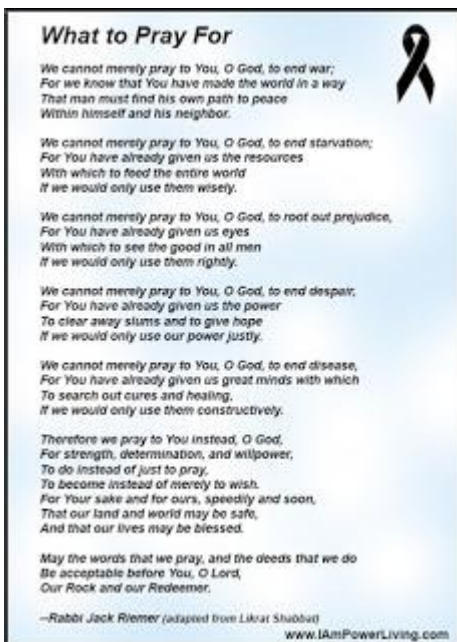 What to Pray For
We cannot merely pray to You, O God, to end war;
For we know that You have made the world in a way
That man must find his own path to peace
Within himself and his neighbor.
We cannot merely pray to You, O God, to end starvation;
For You have already given us the resources
With which to feed the entire world
If we would only use them wisely.
We cannot merely pray to You, O God, to root out prejudice,
For You have already given us eyes
With which to see the good in all men
If we would only use them rightly.
We cannot merely pray to You, O God, to end despair,
For You have already given us the power
To clear away slums and to give hope
If we would only use our power justly.
We cannot merely pray to You, O God, to end disease,
For You have already given us great minds with which
To search out cures and healing,
If we would only use them constructively.
Therefore we pray to You instead, O God,
For strength, determination, and willpower,
To do instead of just to pray,
To become instead of merely to wish.
For Your sake and for ours, speedily and soon,
That our land and world may be safe,
And that our lives may be blessed.
May the words that we pray, and the deeds that we do
Be acceptable before You, O Lord,
Our Rock and our Redeemer.
--Rabbi Jack Riemer (adapted from Likrat Shabbat)
www.IAmPowerLiving.com